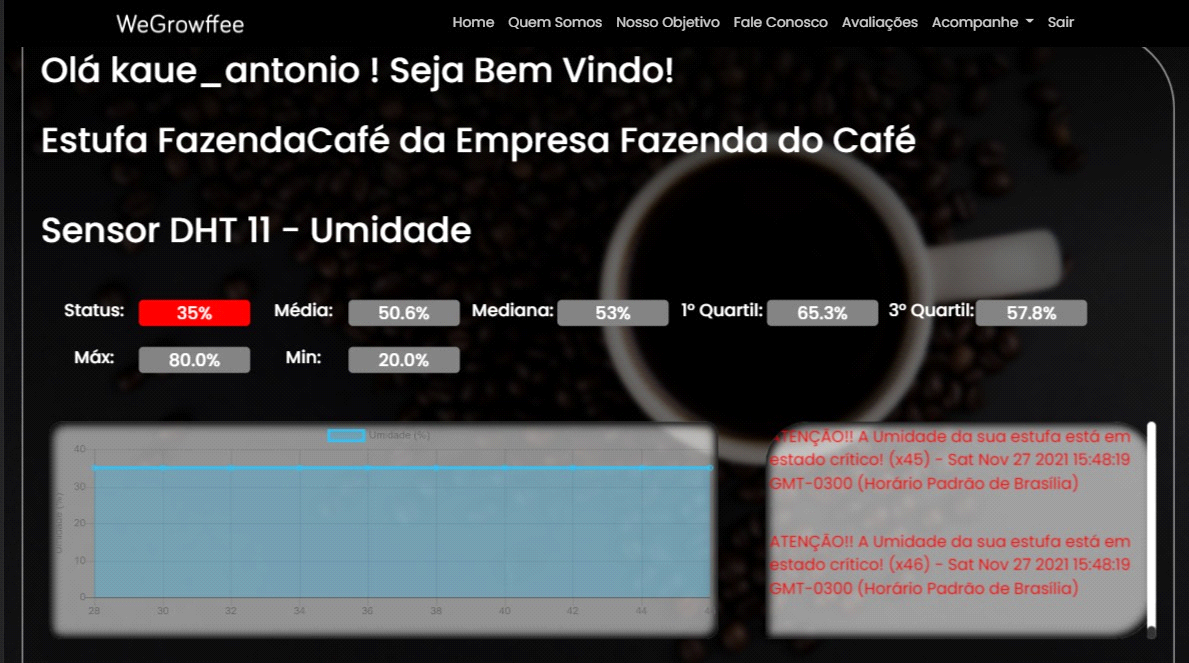 WeGrowffee Home Quem Somos Nosso Objetivo Fale Conosco Avaliações Acompanhe Sair
Olá kaue_antonio ! Seja Bem Vindo!
Estufa FazendaCafé da Empresa Fazenda do Café
Sensor DHT 11 - Umidade
Status: 35% Média: 50.6% Mediana: 53% 1º Quartil: 65.3% 3º Quartil: 57.8%
Máx: 80.0% Min: 20.0%
Umidade (%)
40
30
20
10
0
Umidade (%)
28 30 32 34 36 38 40 42 44
ATENÇÃO!! A Umidade da sua estufa está em
estado crítico! (x45) - Sat Nov 27 2021 15:48:19
GMT-0300 (Horário Padrão de Brasília)
ATENÇÃO!! A Umidade da sua estufa está em
estado crítico! (x46) - Sat Nov 27 2021 15:48:19
GMT-0300 (Horário Padrão de Brasília)